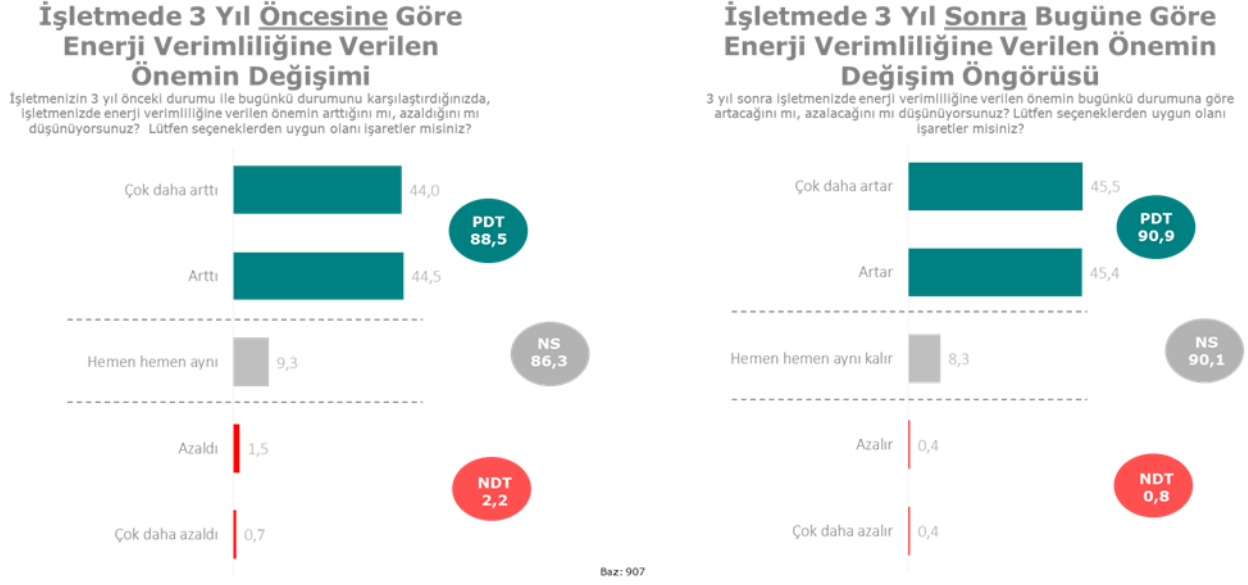 İşletmede 3 Yıl Öncesine Göre
Enerji Verimliliğine Verilen
Önemin Değişimi
İşletmenizin 3 yıl önceki durumu ile bugünkü durumunu karşılaştırdığınızda,
işletmenizde enerji verimliliğine verilen önemin arttığını mı, azaldığını mı
düşünüyorsunuz? Lütfen seçeneklerden uygun olanı işaretler misiniz?
Çok daha arttı 44,0
PDT
88,5
Arttı 44,5
Hemen hemen aynı 9,3
NS
86,3
Azaldı 1,5
NDT
2,2
Çok daha azaldı 0,7
Baz: 907
İşletmede 3 Yıl Sonra Bugüne Göre
Enerji Verimliliğine Verilen Önemin
Değişim Öngörüsü
3 yıl sonra işletmenizde enerji verimliliğine verilen önemin bugünkü durumuna göre
artacağını mı, azalacağını mı düşünüyorsunuz? Lütfen seçeneklerden uygun olanı
işaretler misiniz?
Çok daha artar 45,5
PDT
90,9
Artar 45,4
Hemen hemen aynı kalır 8,3
NS
90,1
Azalır 0,4
NDT
0,8
Çok daha azalır 0,4